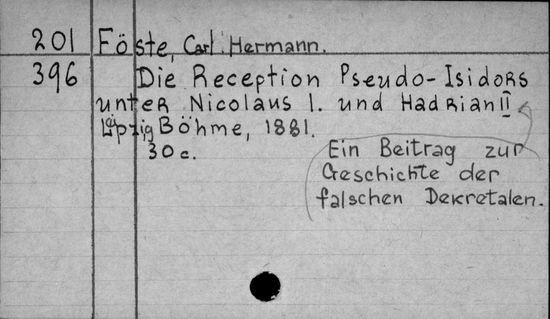 201 Föste, Carl Hermann.
396 Die Reception Pseudo-Isidors
unter Nicolaus I. und Hadrian II
Leipzig Böhme, 1881.
30 c.
Ein Beitrag zur
Geschichte der
falschen Dekretalen.